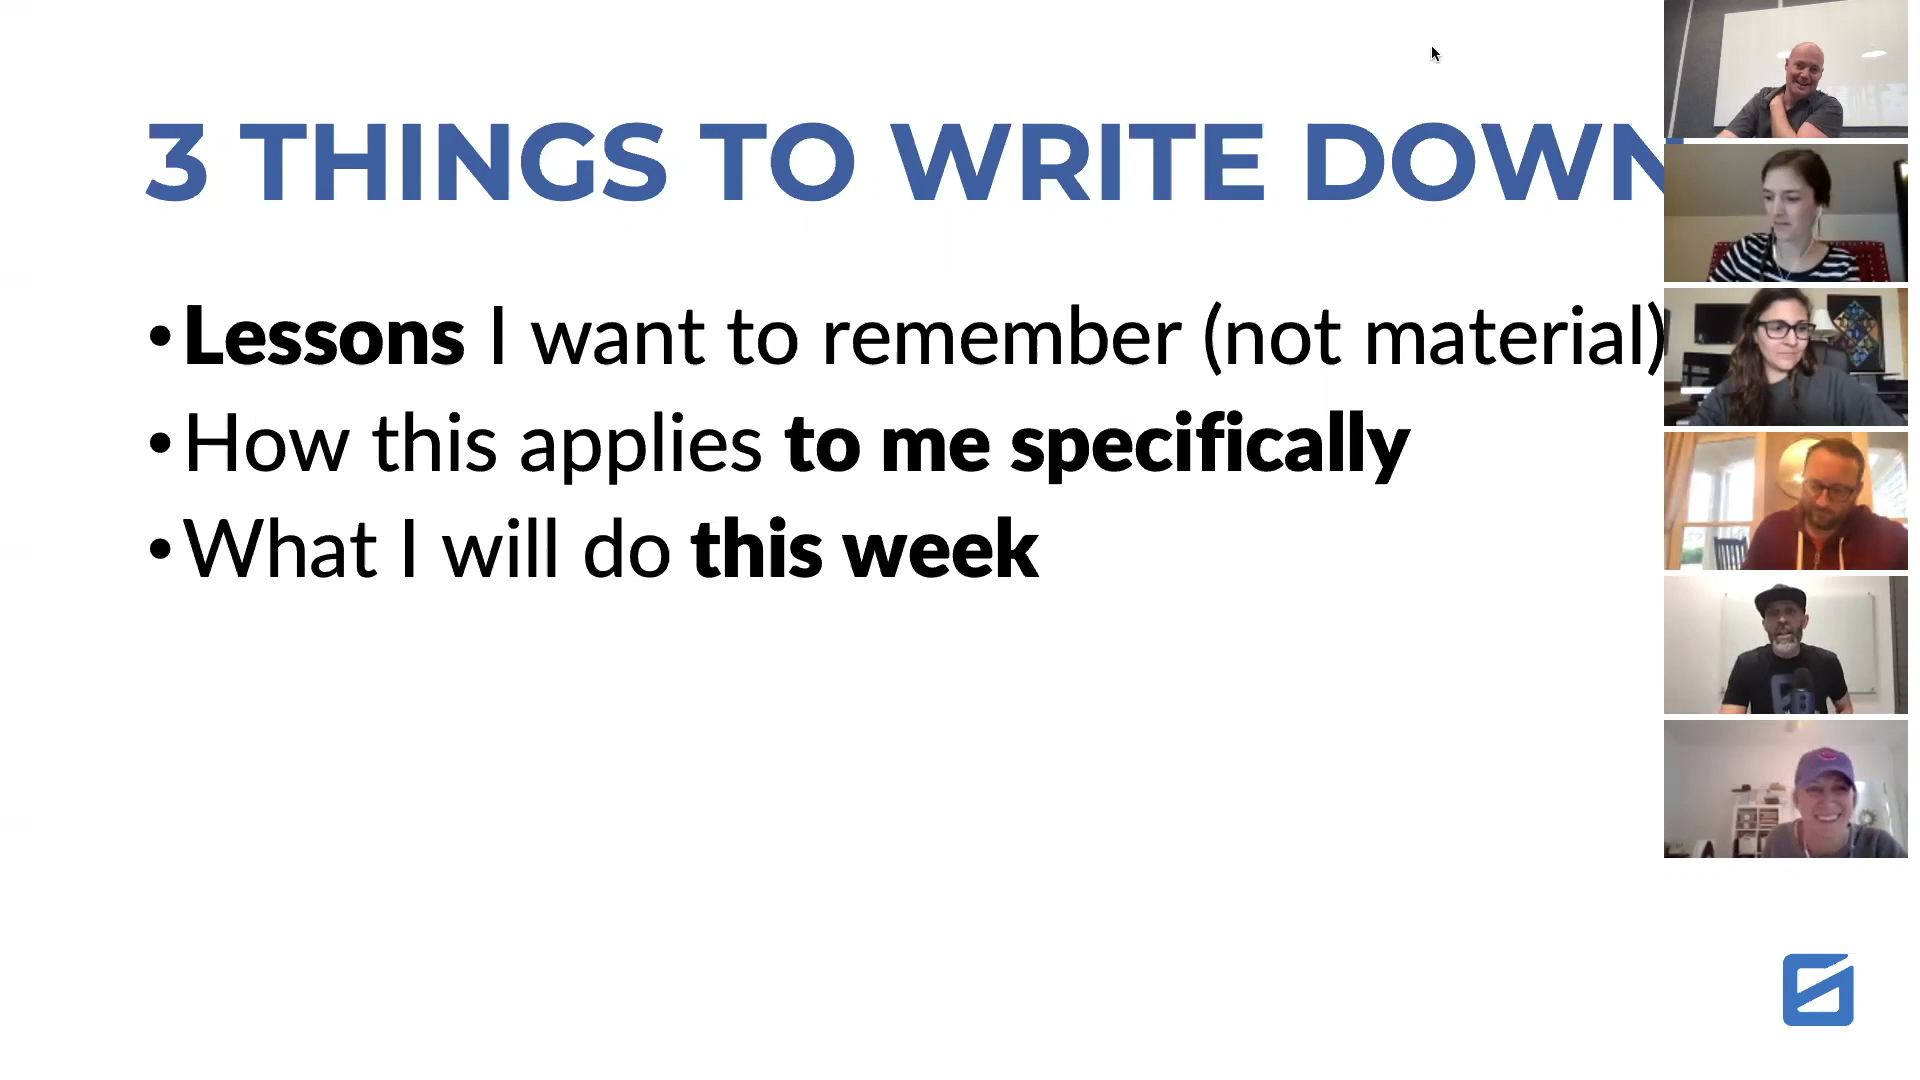 3 THINGS TO WRITE DOWN
•Lessons I want to remember (not material)
•How this applies to me specifically
•What I will do this week